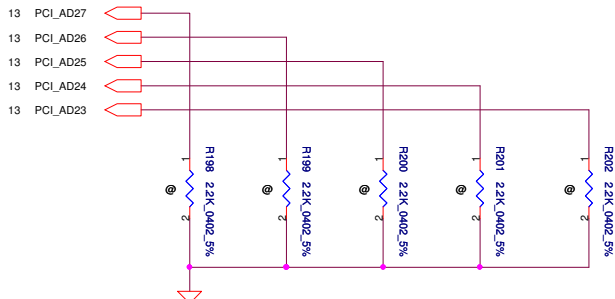 13 PCI_AD27
13 PCI_AD26
13 PCI_AD25
13 PCI_AD24
13 PCI_AD23
1 R198 2.2K_0402_5% @ 2
1 R199 2.2K_0402_5% @ 2
1 R200 2.2K_0402_5% @ 2
1 R201 2.2K_0402_5% @ 2
1 R202 2.2K_0402_5% @ 2